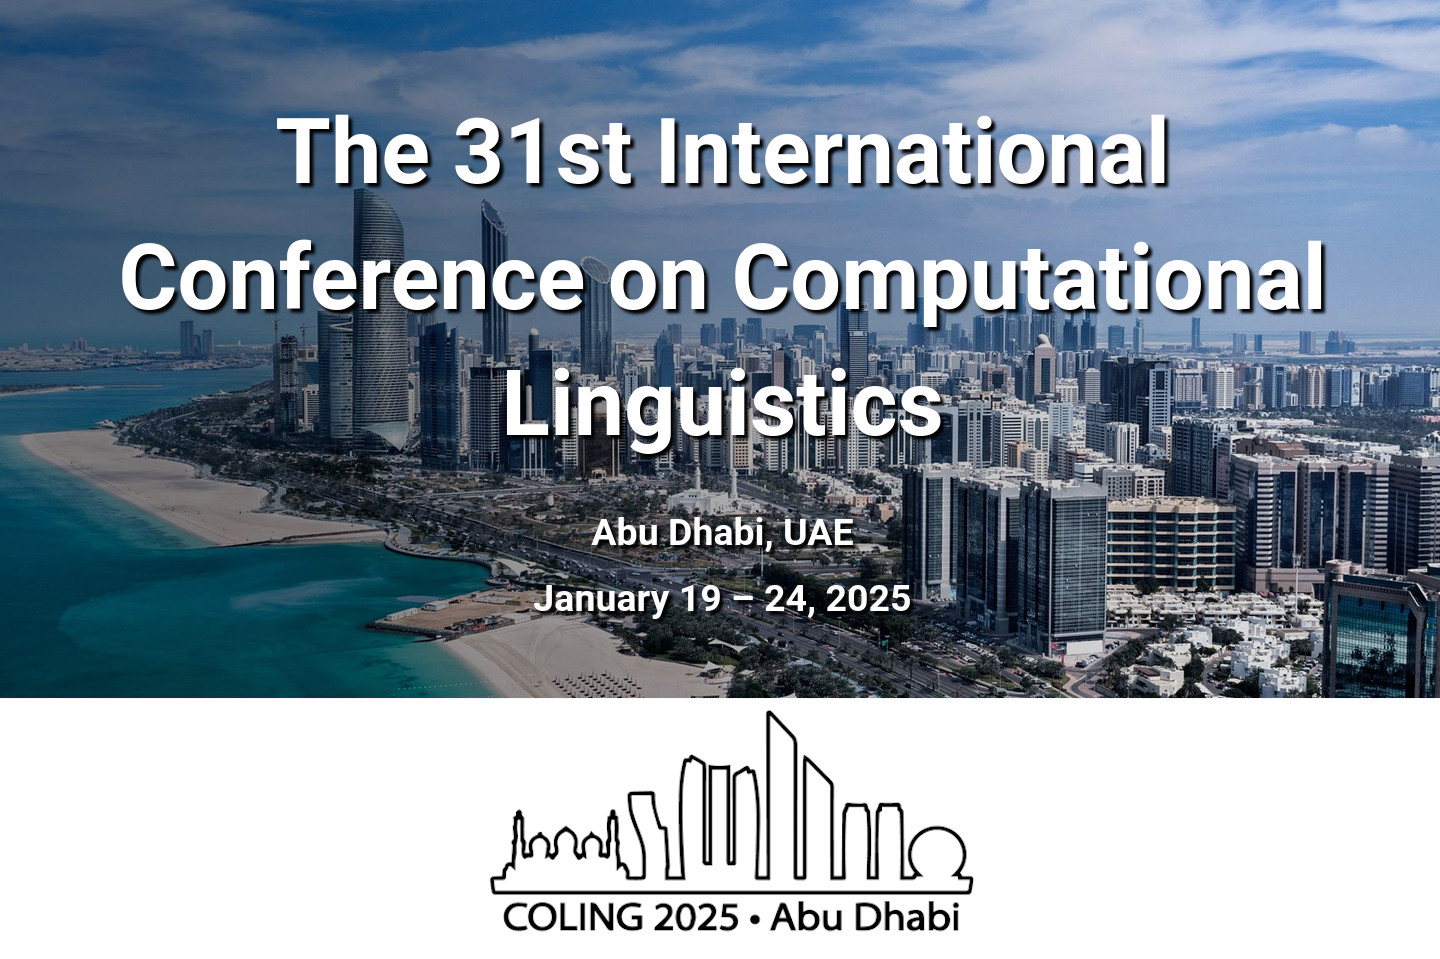 The 31st International
Conference on Computational
Linguistics
Abu Dhabi, UAE
January 19 – 24, 2025
COLING 2025 • Abu Dhabi